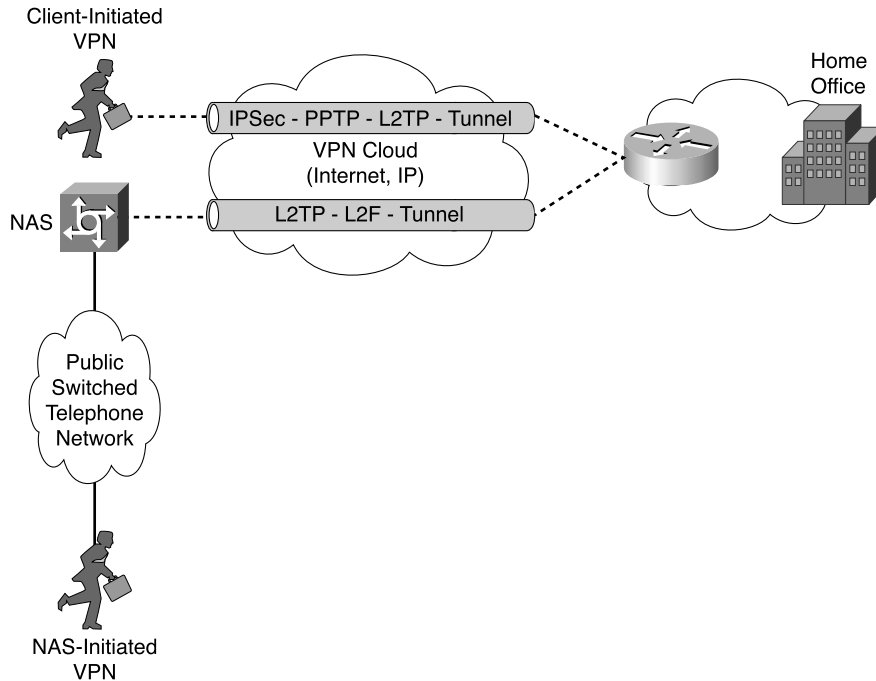 Client-Initiated
VPN
Home
Office
IPSec - PPTP - L2TP - Tunnel
VPN Cloud
(Internet, IP)
NAS
L2TP - L2F - Tunnel
Public
Switched
Telephone
Network
NAS-Initiated
VPN